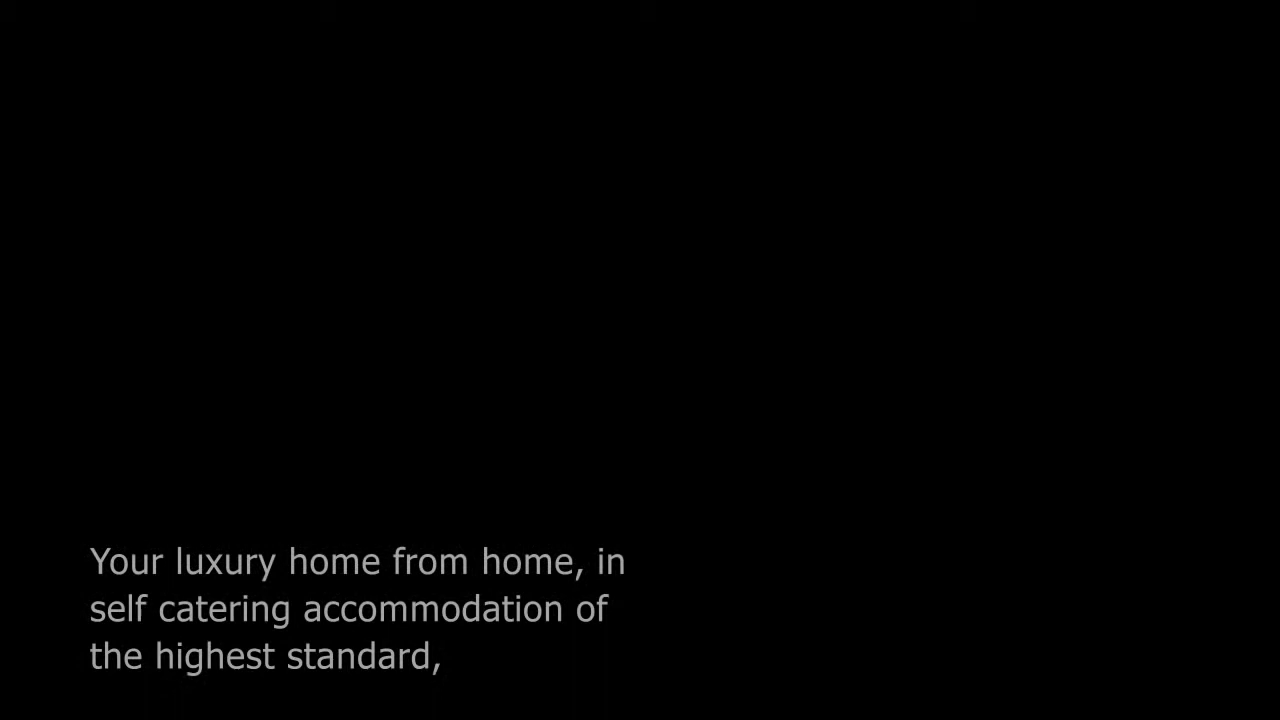 Your luxury home from home, in
self catering accommodation of
the highest standard,